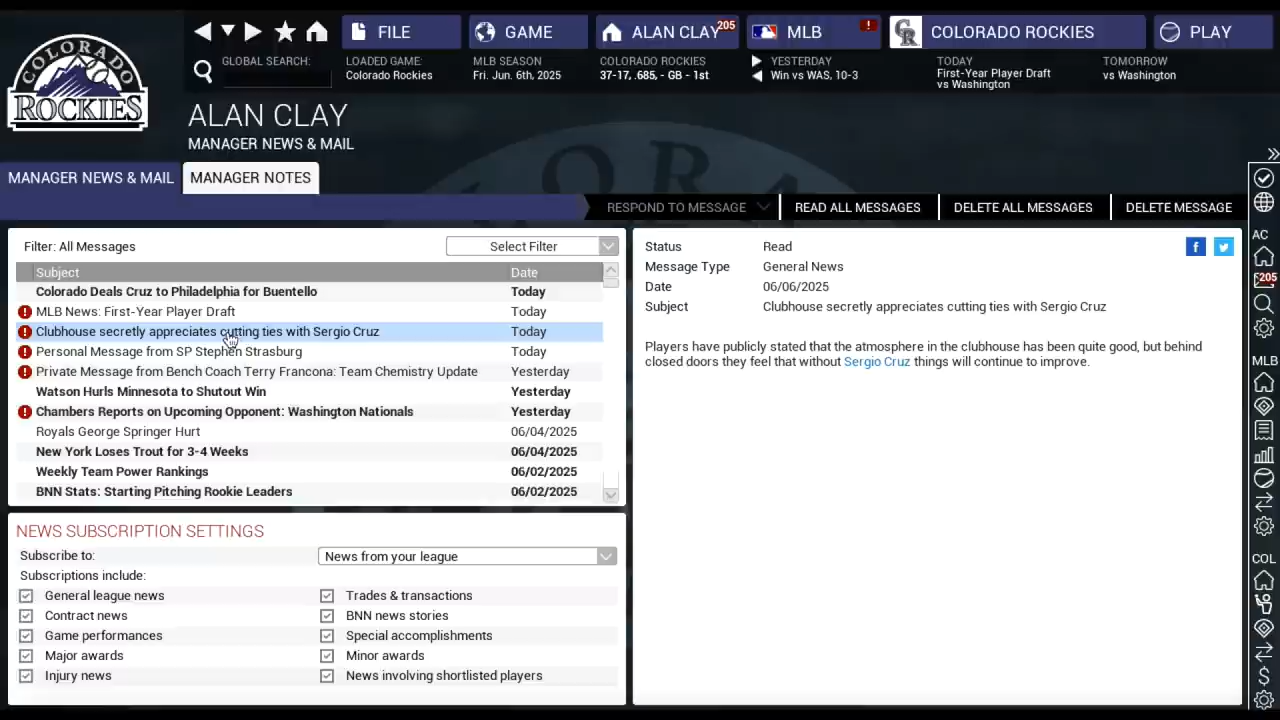 COLORADO
ROCKIES
FILE
GAME
ALAN CLAY 205
MLB !
CR
COLORADO ROCKIES
PLAY
GLOBAL SEARCH:
LOADED GAME:
Colorado Rockies
MLB SEASON
Fri. Jun. 6th, 2025
COLORADO ROCKIES
37-17, .685, - GB - 1st
YESTERDAY
Win vs WAS, 10-3
TODAY
First-Year Player Draft
vs Washington
TOMORROW
vs Washington
ALAN CLAY
MANAGER NEWS & MAIL
MANAGER NEWS & MAIL
MANAGER NOTES
RESPOND TO MESSAGE
READ ALL MESSAGES
DELETE ALL MESSAGES
DELETE MESSAGE
Filter: All Messages
Select Filter
Subject Date
Colorado Deals Cruz to Philadelphia for Buentello Today
! MLB News: First-Year Player Draft Today
! Clubhouse secretly appreciates cutting ties with Sergio Cruz Today
! Personal Message from SP Stephen Strasburg Today
! Private Message from Bench Coach Terry Francona: Team Chemistry Update Yesterday
Watson Hurls Minnesota to Shutout Win Yesterday
! Chambers Reports on Upcoming Opponent: Washington Nationals Yesterday
Royals George Springer Hurt 06/04/2025
New York Loses Trout for 3-4 Weeks 06/04/2025
Weekly Team Power Rankings 06/02/2025
BNN Stats: Starting Pitching Rookie Leaders 06/02/2025
NEWS SUBSCRIPTION SETTINGS
Subscribe to: News from your league
Subscriptions include:
General league news Trades & transactions
Contract news BNN news stories
Game performances Special accomplishments
Major awards Minor awards
Injury news News involving shortlisted players
Status Read
Message Type General News
Date 06/06/2025
Subject Clubhouse secretly appreciates cutting ties with Sergio Cruz
Players have publicly stated that the atmosphere in the clubhouse has been quite good, but behind
closed doors they feel that without Sergio Cruz things will continue to improve.
AC
205
MLB
COL
$